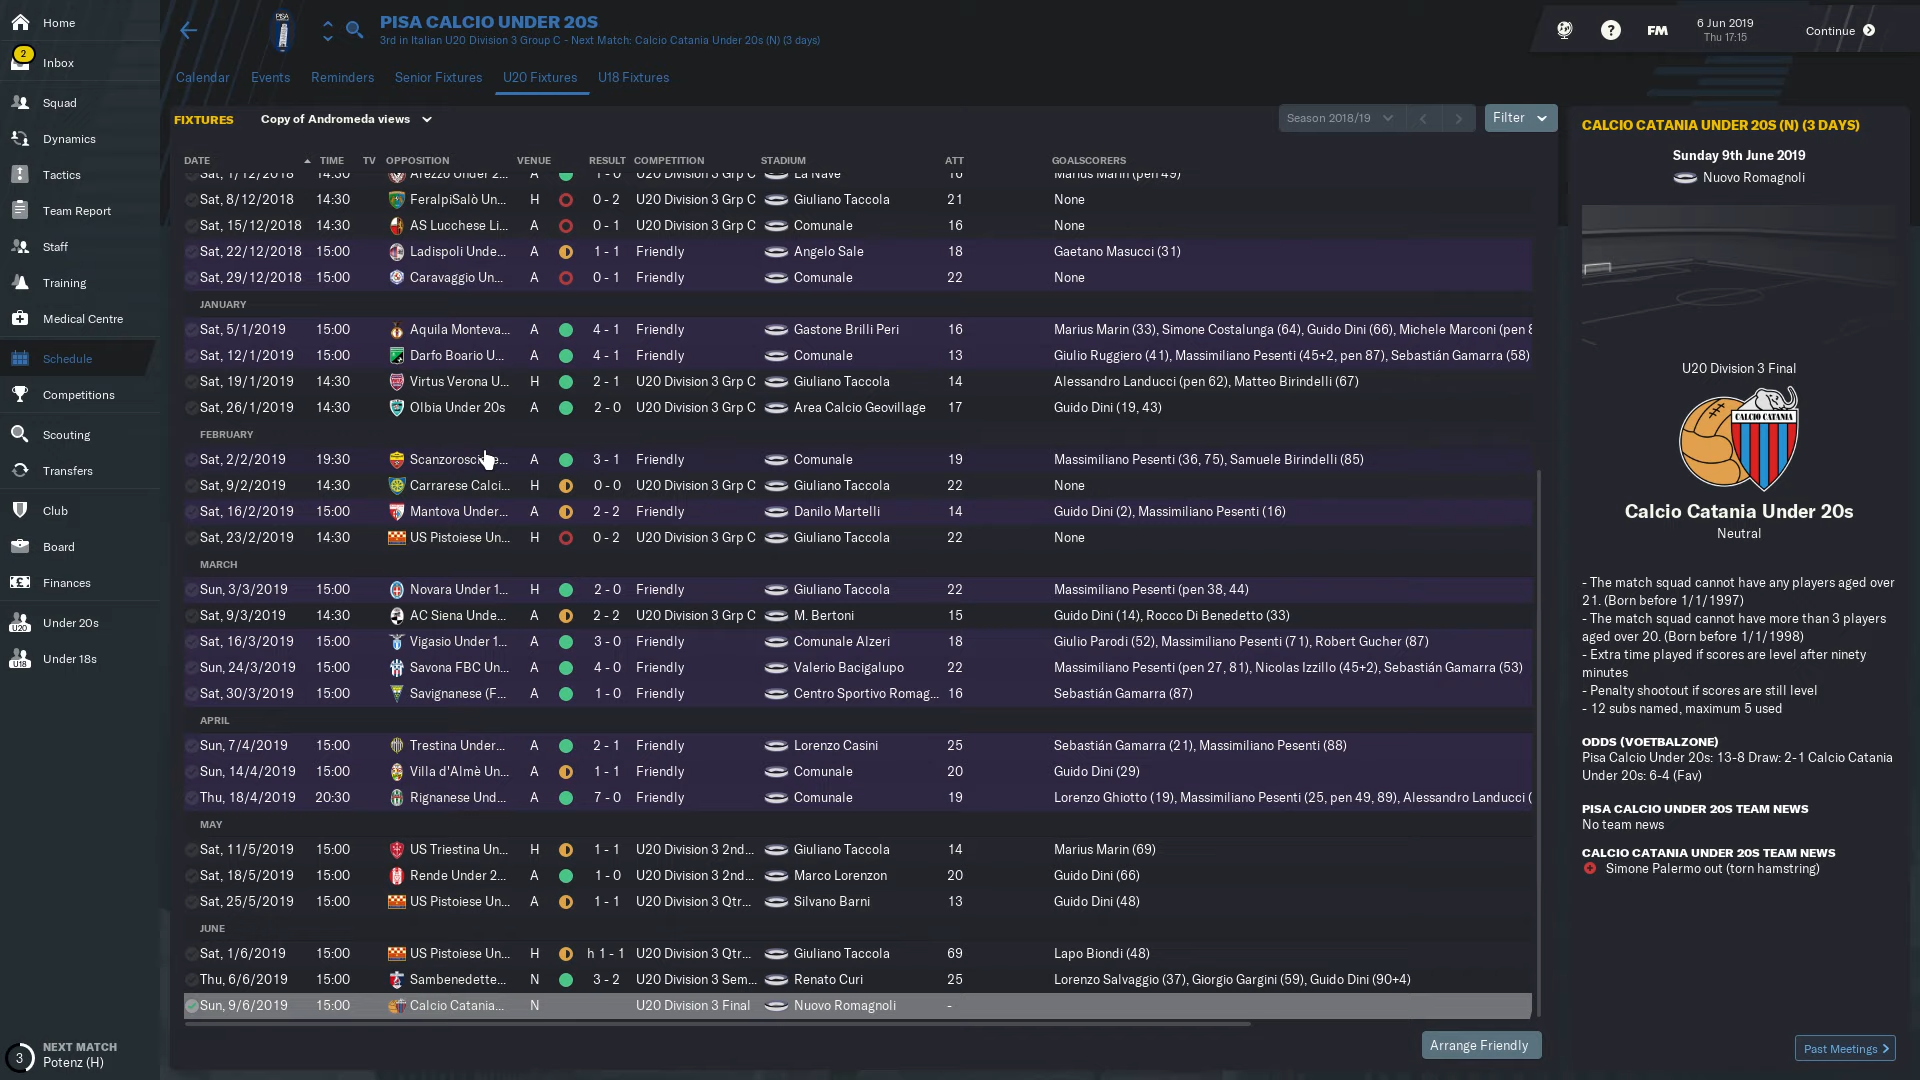 Home
2
Inbox
Squad
Dynamics
Tactics
Team Report
Staff
Training
Medical Centre
Schedule
Competitions
Scouting
Transfers
Club
Board
Finances
U20 Under 20s
U18 Under 18s
3 NEXT MATCH
Potenz (H)
PISA
PISA CALCIO UNDER 20S
3rd in Italian U20 Division 3 Group C - Next Match: Calcio Catania Under 20s (N) (3 days)
? FM 6 Jun 2019
Thu 17:15
Continue
Calendar Events Reminders Senior Fixtures U20 Fixtures U18 Fixtures
FIXTURES Copy of Andromeda views Season 2018/19 Filter
DATE TIME TV OPPOSITION VENUE RESULT COMPETITION STADIUM ATT GOALSCORERS
Sat, 1/12/2018 14:30 Arezzo Under 2... A 1 - 0 U20 Division 3 Grp C La Nave 16 Marius Marin (pen 49)
Sat, 8/12/2018 14:30 FeralpiSalò Un... H 0 - 2 U20 Division 3 Grp C Giuliano Taccola 21 None
Sat, 15/12/2018 14:30 AS Lucchese Li... A 0 - 1 U20 Division 3 Grp C Comunale 16 None
Sat, 22/12/2018 15:00 Ladispoli Unde... A 1 - 1 Friendly Angelo Sale 18 Gaetano Masucci (31)
Sat, 29/12/2018 15:00 Caravaggio Un... A 0 - 1 Friendly Comunale 22 None
JANUARY
Sat, 5/1/2019 15:00 Aquila Monteva... A 4 - 1 Friendly Gastone Brilli Peri 16 Marius Marin (33), Simone Costalunga (64), Guido Dini (66), Michele Marconi (pen 8
Sat, 12/1/2019 15:00 Darfo Boario U... A 4 - 1 Friendly Comunale 13 Giulio Ruggiero (41), Massimiliano Pesenti (45+2, pen 87), Sebastián Gamarra (58)
Sat, 19/1/2019 14:30 Virtus Verona U... H 2 - 1 U20 Division 3 Grp C Giuliano Taccola 14 Alessandro Landucci (pen 62), Matteo Birindelli (67)
Sat, 26/1/2019 14:30 Olbia Under 20s A 2 - 0 U20 Division 3 Grp C Area Calcio Geovillage 17 Guido Dini (19, 43)
FEBRUARY
Sat, 2/2/2019 19:30 Scanzorosci e... A 3 - 1 Friendly Comunale 19 Massimiliano Pesenti (36, 75), Samuele Birindelli (85)
Sat, 9/2/2019 14:30 Carrarese Calci... H 0 - 0 U20 Division 3 Grp C Giuliano Taccola 22 None
Sat, 16/2/2019 15:00 Mantova Under... A 2 - 2 Friendly Danilo Martelli 14 Guido Dini (2), Massimiliano Pesenti (16)
Sat, 23/2/2019 14:30 US Pistoiese Un... H 0 - 2 U20 Division 3 Grp C Giuliano Taccola 22 None
MARCH
Sun, 3/3/2019 15:00 Novara Under 1... H 2 - 0 Friendly Giuliano Taccola 22 Massimiliano Pesenti (pen 38, 44)
Sat, 9/3/2019 14:30 AC Siena Unde... A 2 - 2 U20 Division 3 Grp C M. Bertoni 15 Guido Dini (14), Rocco Di Benedetto (33)
Sat, 16/3/2019 15:00 Vigasio Under 1... A 3 - 0 Friendly Comunale Alzeri 18 Giulio Parodi (52), Massimiliano Pesenti (71), Robert Gucher (87)
Sun, 24/3/2019 15:00 Savona FBC Un... A 4 - 0 Friendly Valerio Bacigalupo 22 Massimiliano Pesenti (pen 27, 81), Nicolas Izzillo (45+2), Sebastián Gamarra (53)
Sat, 30/3/2019 15:00 Savignanese (F... A 1 - 0 Friendly Centro Sportivo Romag... 16 Sebastián Gamarra (87)
APRIL
Sun, 7/4/2019 15:00 Trestina Under... A 2 - 1 Friendly Lorenzo Casini 25 Sebastián Gamarra (21), Massimiliano Pesenti (88)
Sun, 14/4/2019 15:00 Villa d'Almè Un... A 1 - 1 Friendly Comunale 20 Guido Dini (29)
Thu, 18/4/2019 20:30 Rignanese Und... A 7 - 0 Friendly Comunale 19 Lorenzo Ghiotto (19), Massimiliano Pesenti (25, pen 49, 89), Alessandro Landucci (
MAY
Sat, 11/5/2019 15:00 US Triestina Un... H 1 - 1 U20 Division 3 2nd... Giuliano Taccola 14 Marius Marin (69)
Sat, 18/5/2019 15:00 Rende Under 2... A 1 - 0 U20 Division 3 2nd... Marco Lorenzon 20 Guido Dini (66)
Sat, 25/5/2019 15:00 US Pistoiese Un... A 1 - 1 U20 Division 3 Qtr... Silvano Barni 13 Guido Dini (48)
JUNE
Sat, 1/6/2019 15:00 US Pistoiese Un... H h 1 - 1 U20 Division 3 Qtr... Giuliano Taccola 69 Lapo Biondi (48)
Thu, 6/6/2019 15:00 Sambenedette... N 3 - 2 U20 Division 3 Sem... Renato Curi 25 Lorenzo Salvaggio (37), Giorgio Gargini (59), Guido Dini (90+4)
Sun, 9/6/2019 15:00 Calcio Catania... N U20 Division 3 Final Nuovo Romagnoli -
Arrange Friendly
CALCIO CATANIA UNDER 20S (N) (3 DAYS)
Sunday 9th June 2019
Nuovo Romagnoli
U20 Division 3 Final
CALCIO CATANIA
Calcio Catania Under 20s
Neutral
- The match squad cannot have any players aged over
21. (Born before 1/1/1997)
- The match squad cannot have more than 3 players
aged over 20. (Born before 1/1/1998)
- Extra time played if scores are level after ninety
minutes
- Penalty shootout if scores are still level
- 12 subs named, maximum 5 used
ODDS (VOETBALZONE)
Pisa Calcio Under 20s: 13-8 Draw: 2-1 Calcio Catania
Under 20s: 6-4 (Fav)
PISA CALCIO UNDER 20S TEAM NEWS
No team news
CALCIO CATANIA UNDER 20S TEAM NEWS
Simone Palermo out (torn hamstring)
Past Meetings